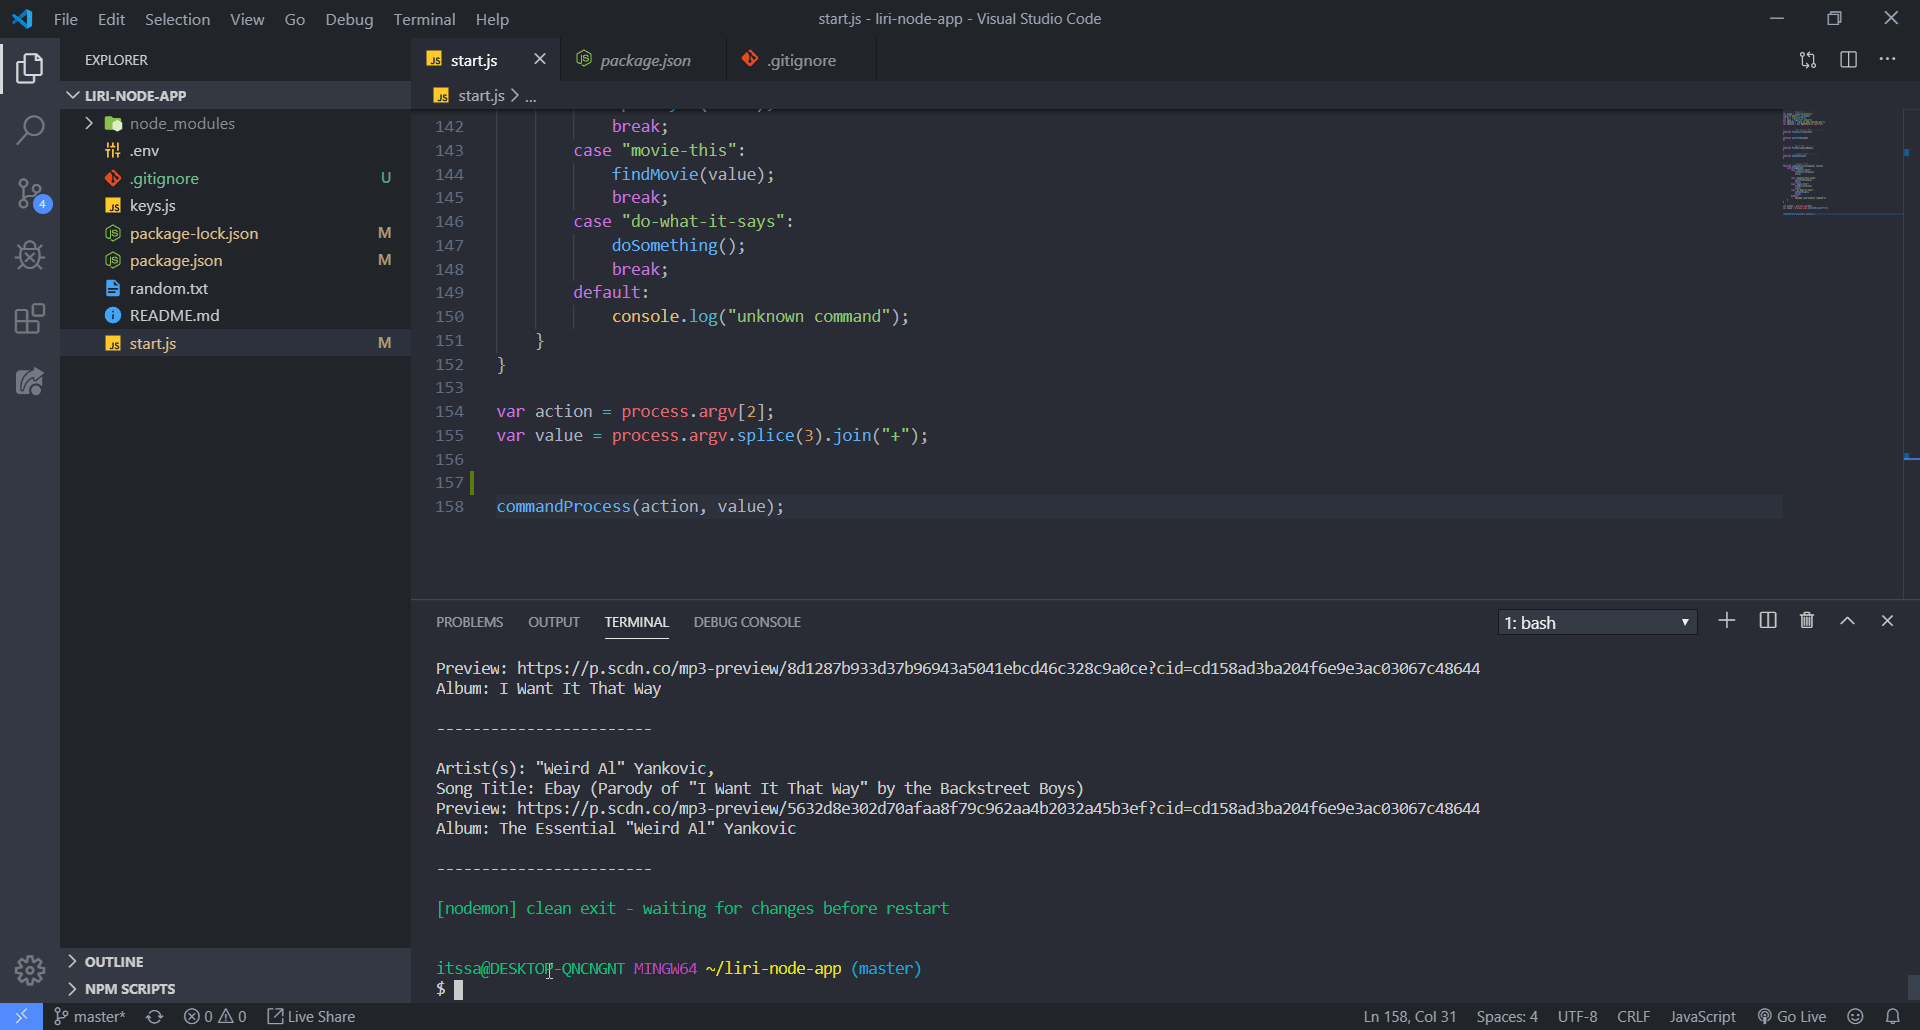 File Edit Selection View Go Debug Terminal Help
start.js - liri-node-app - Visual Studio Code
EXPLORER
LIRI-NODE-APP
node_modules
.env
.gitignore U
keys.js
package-lock.json M
package.json M
random.txt
README.md
start.js M
OUTLINE
NPM SCRIPTS
4
start.js package.json .gitignore
start.js > ...
142 break;
143 case "movie-this":
144 findMovie(value);
145 break;
146 case "do-what-it-says":
147 doSomething();
148 break;
149 default:
150 console.log("unknown command");
151 }
152 }
153
154 var action = process.argv[2];
155 var value = process.argv.splice(3).join("+");
156
157
158 commandProcess(action, value);
PROBLEMS OUTPUT TERMINAL DEBUG CONSOLE 1: bash
Preview: https://p.scdn.co/mp3-preview/8d1287b933d37b96943a5041ebcd46c328c9a0ce?cid=cd158ad3ba204f6e9e3ac03067c48644
Album: I Want It That Way
------------------------
Artist(s): "Weird Al" Yankovic,
Song Title: Ebay (Parody of "I Want It That Way" by the Backstreet Boys)
Preview: https://p.scdn.co/mp3-preview/5632d8e302d70afaa8f79c962aa4b2032a45b3ef?cid=cd158ad3ba204f6e9e3ac03067c48644
Album: The Essential "Weird Al" Yankovic
------------------------
[nodemon] clean exit - waiting for changes before restart
itssa@DESKTOP-QNCNGNT MINGW64 ~/liri-node-app (master)
$
master* 0 0 Live Share Ln 158, Col 31 Spaces: 4 UTF-8 CRLF JavaScript Go Live